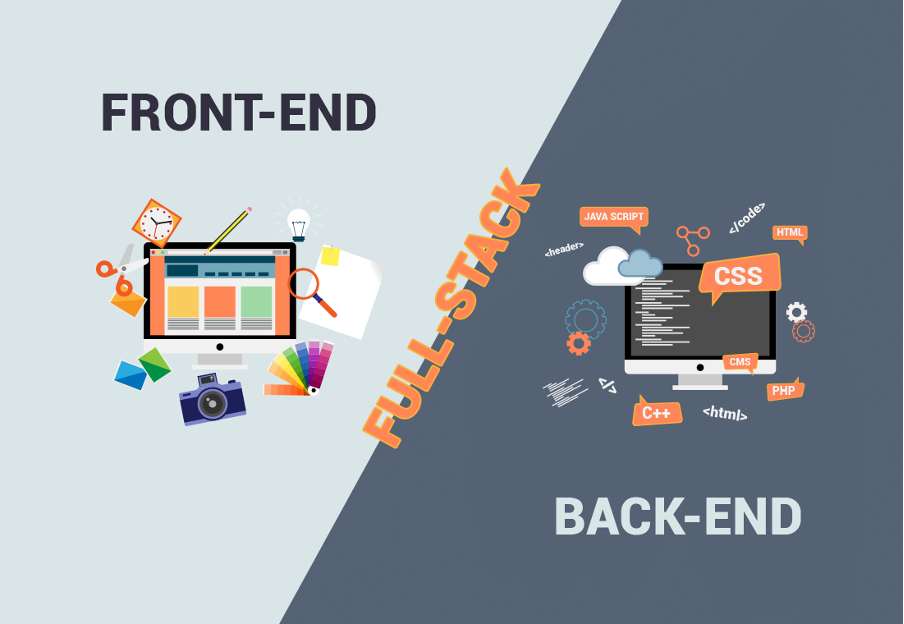 FRONT-END
FULL-STACK
JAVA SCRIPT
</code>
HTML
<header>
CSS
CMS
PHP
</>
C++
<html>
BACK-END